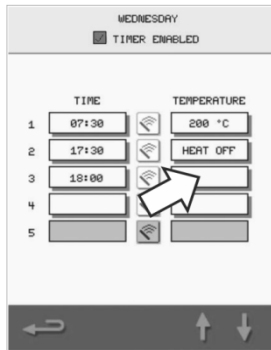 WEDNESDAY
TIMER ENABLED
TIME TEMPERATURE
1 07:30 200 °C
2 17:30 HEAT OFF
3 18:00
4
5